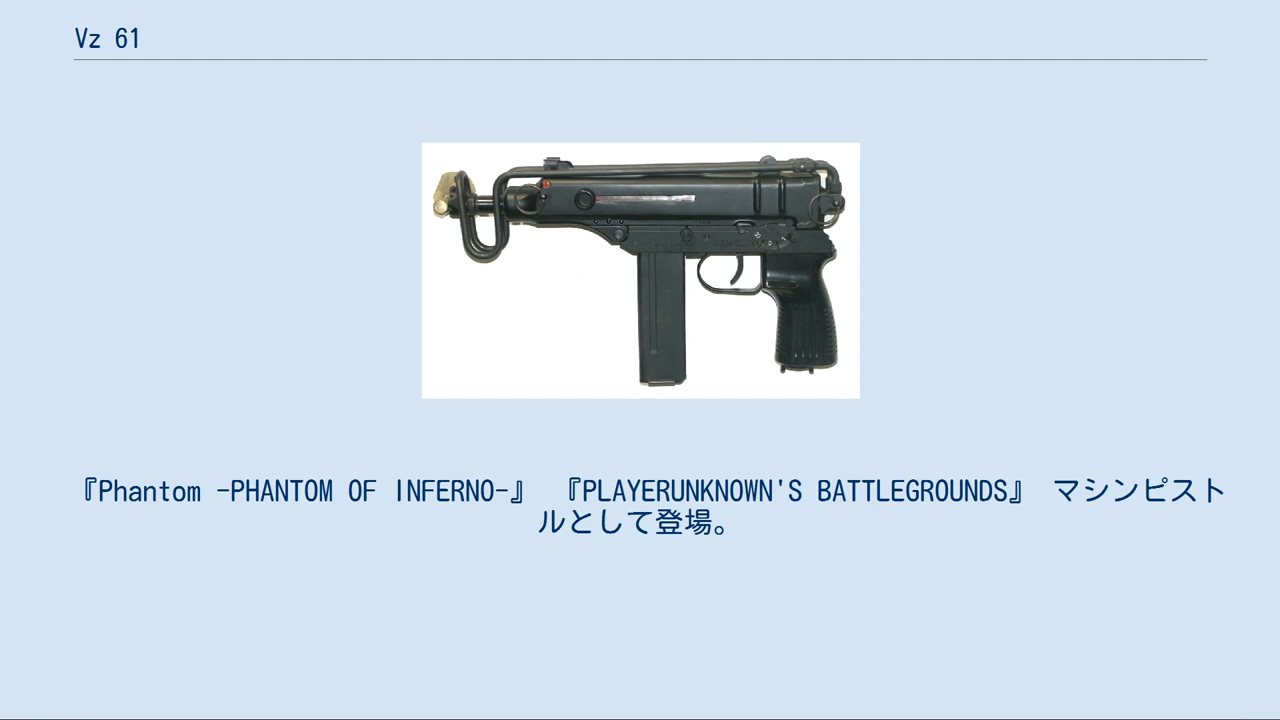 Vz 61
『Phantom -PHANTOM OF INFERNO-』　『PLAYERUNKNOWN'S BATTLEGROUNDS』　マシンピスト
ルとして登場。